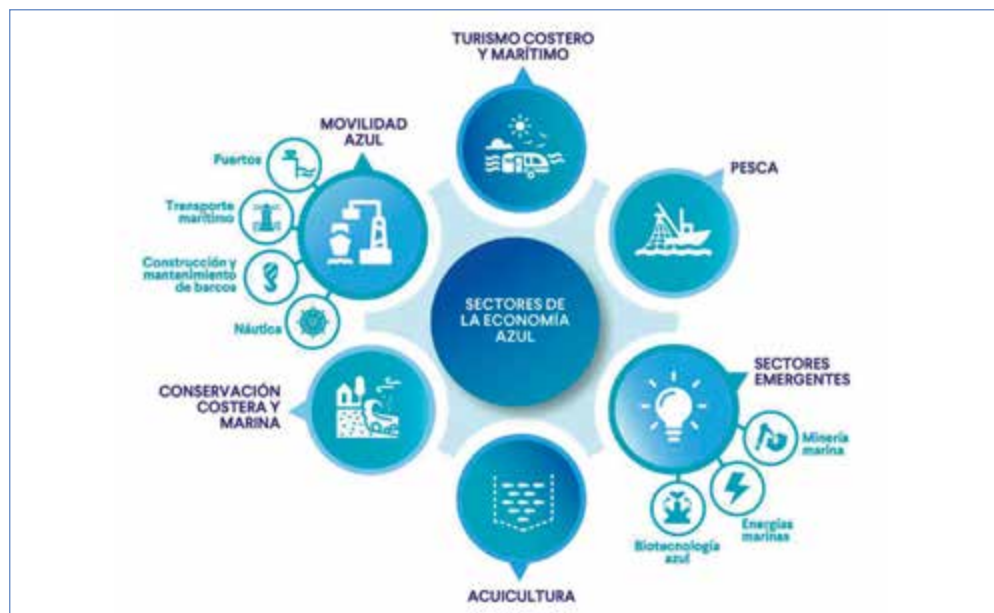 TURISMO COSTERO
Y MARÍTIMO
MOVILIDAD
AZUL
Puertos
Transporte
marítimo
Construcción y
mantenimiento
de barcos
Náutica
PESCA
SECTORES DE
LA ECONOMÍA
AZUL
SECTORES
EMERGENTES
Minería
marina
Energías
marinas
Biotecnología
azul
CONSERVACIÓN
COSTERA Y
MARINA
ACUICULTURA